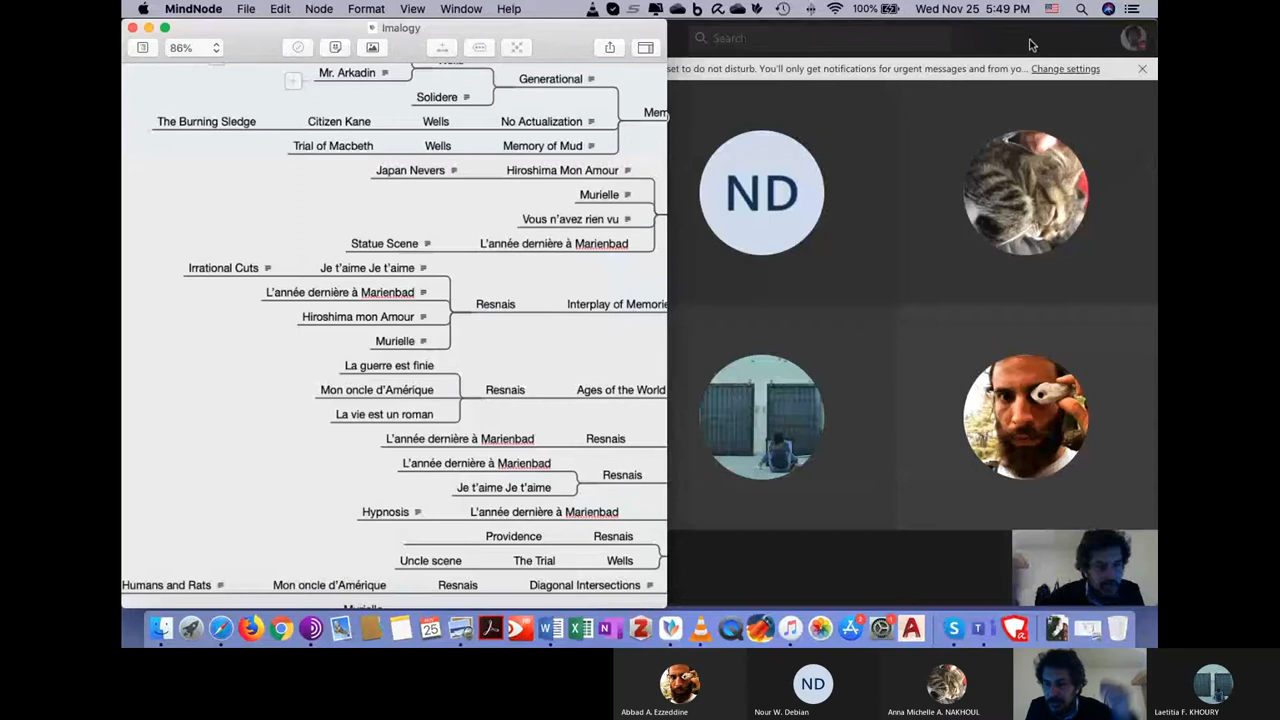 MindNode File Edit Node Format View Window Help
100% Wed Nov 25 5:49 PM
Imalogy
86%
Search
set to do not disturb. You'll only get notifications for urgent messages and from yo... Change settings
Mr. Arkadin
Generational
Solidere
Mem
The Burning Sledge Citizen Kane Wells No Actualization
Trial of Macbeth Wells Memory of Mud
Japan Nevers Hiroshima Mon Amour
Murielle
Vous n'avez rien vu
Statue Scene L'année dernière à Marienbad
Irrational Cuts Je t'aime Je t'aime
L'année dernière à Marienbad
Resnais Interplay of Memorie
Hiroshima mon Amour
Murielle
La guerre est finie
Mon oncle d'Amérique Resnais Ages of the World
La vie est un roman
L'année dernière à Marienbad Resnais
L'année dernière à Marienbad
Resnais
Je t'aime Je t'aime
Hypnosis L'année dernière à Marienbad
Providence Resnais
Uncle scene The Trial Wells
Humans and Rats Mon oncle d'Amérique Resnais Diagonal Intersections
ND
NOV
25
ND
Abbad A. Ezzeddine
Nour W. Debian
Anna Michelle A. NAKHOUL
Laetitia F. KHOURY